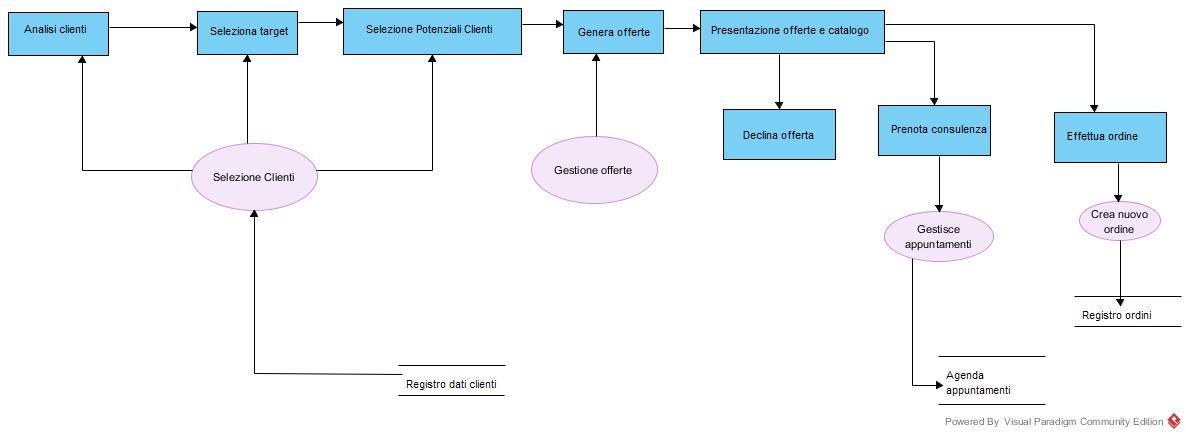 Analisi clienti
Seleziona target
Selezione Potenziali Clienti
Genera offerte
Presentazione offerte e catalogo
Declina offerta
Prenota consulenza
Effettua ordine
Selezione Clienti
Gestione offerte
Gestisce
appuntamenti
Crea nuovo
ordine
Registro ordini
Registro dati clienti
Agenda
appuntamenti
Powered By Visual Paradigm Community Edition